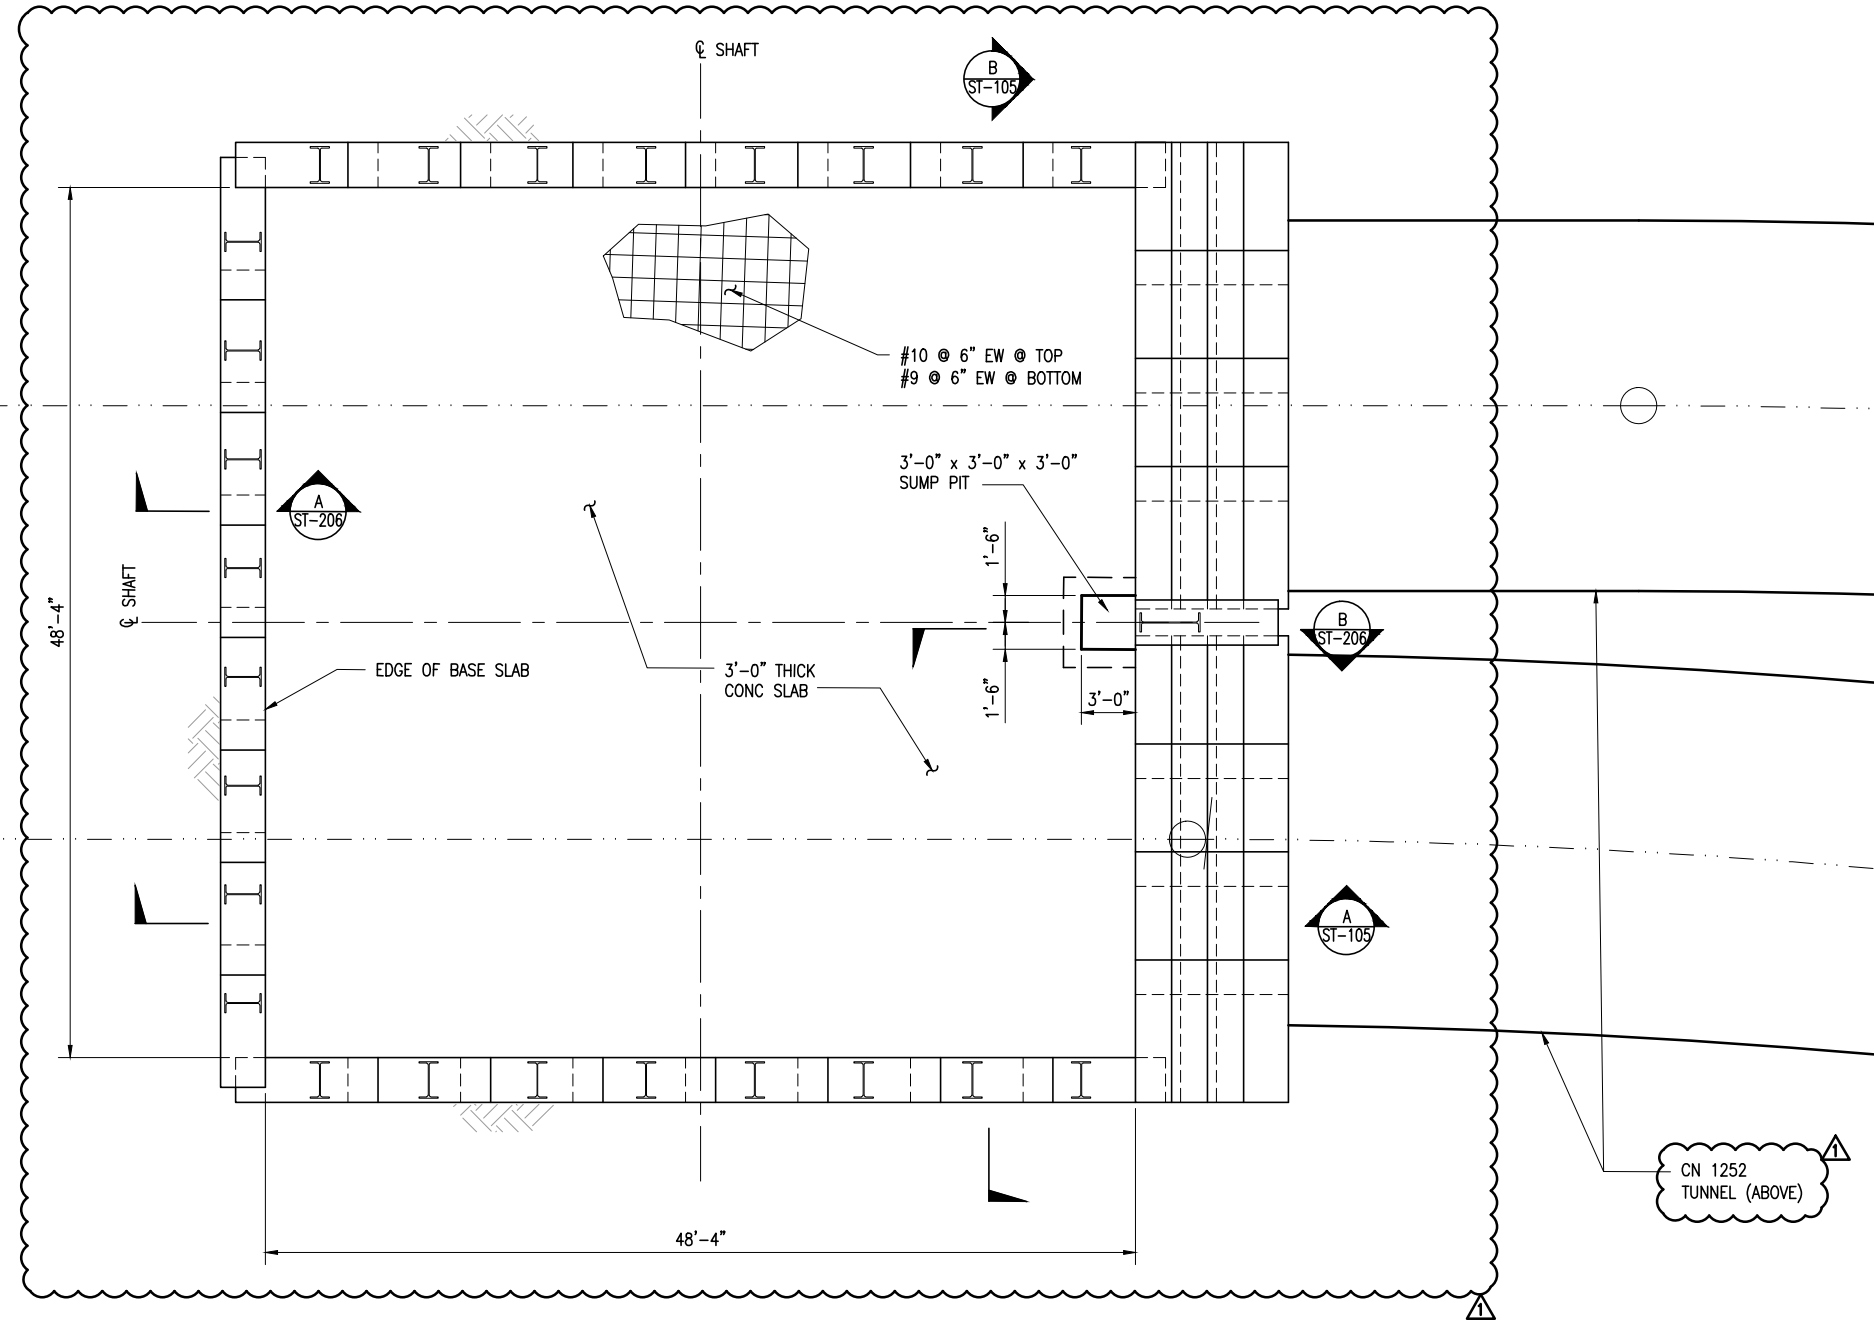 ℄ SHAFT
B
ST-105
#10 @ 6" EW @ TOP
#9 @ 6" EW @ BOTTOM
3'-0" x 3'-0" x 3'-0"
SUMP PIT
A
ST-206
1'-6"
℄ SHAFT
48'-4"
B
ST-206
EDGE OF BASE SLAB
3'-0" THICK
CONC SLAB
1'-6"
3'-0"
A
ST-105
CN 1252
TUNNEL (ABOVE)
1
48'-4"
1